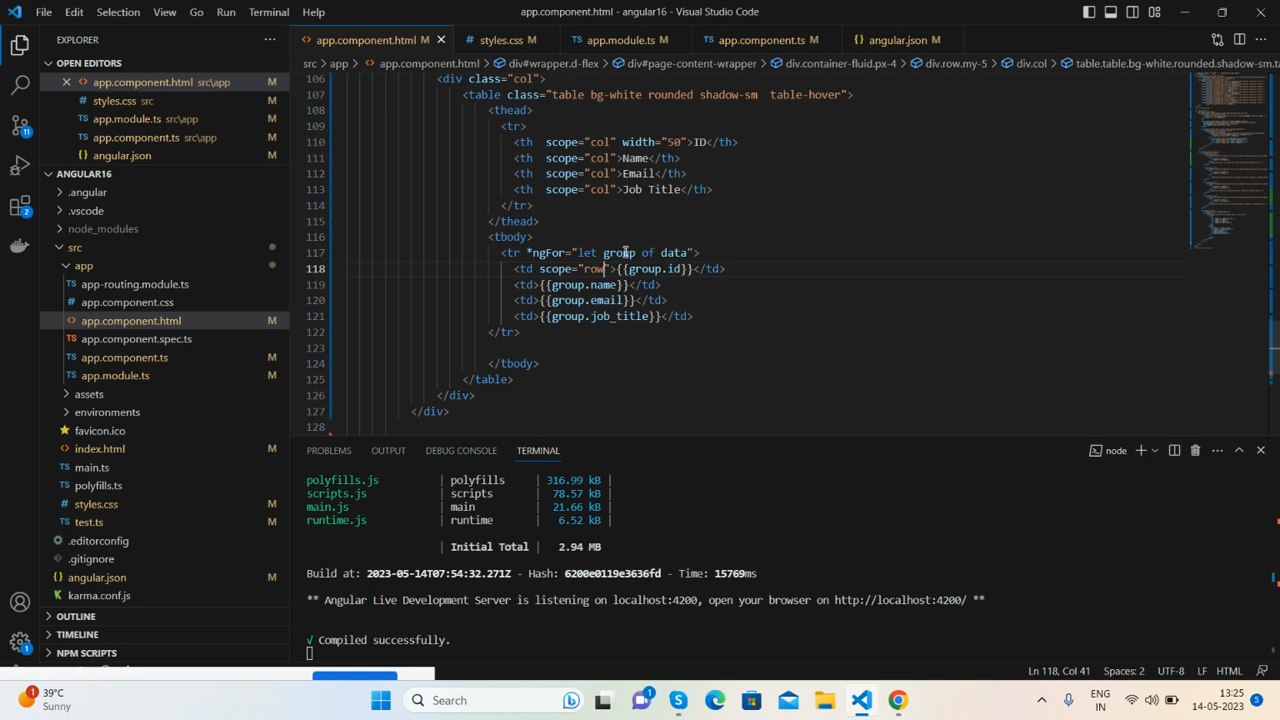 File Edit Selection View Go Run Terminal Help
app.component.html - angular16 - Visual Studio Code
EXPLORER
app.component.html M
styles.css M
app.module.ts M
app.component.ts M
angular.json M
OPEN EDITORS
src > app > app.component.html > div#wrapper.d-flex > div#page-content-wrapper > div.container-fluid.px-4 > div.row.my-5 > div.col > table.table.bg-white.rounded.shadow-sm.ta
app.component.html src\app M
styles.css src M
app.module.ts src\app M
app.component.ts src\app M
angular.json M
ANGULAR16
.angular
.vscode
node_modules
src
app
app-routing.module.ts
app.component.css
app.component.html M
app.component.spec.ts
app.component.ts M
app.module.ts M
assets
environments
favicon.ico
index.html M
main.ts
polyfills.ts
styles.css M
test.ts M
.editorconfig
.gitignore
angular.json M
karma.conf.js
OUTLINE
TIMELINE
NPM SCRIPTS
11
2
1
106 <div class="col">
107 <table class="table bg-white rounded shadow-sm  table-hover">
108 <thead>
109 <tr>
110 <th  scope="col" width="50">ID</th>
111 <th  scope="col">Name</th>
112 <th  scope="col">Email</th>
113 <th  scope="col">Job Title</th>
114 </tr>
115 </thead>
116 <tbody>
117 <tr *ngFor="let group of data">
118 <td scope="row">{{group.id}}</td>
119 <td>{{group.name}}</td>
120 <td>{{group.email}}</td>
121 <td>{{group.job_title}}</td>
122 </tr>
123
124 </tbody>
125 </table>
126 </div>
127 </div>
128
PROBLEMS OUTPUT DEBUG CONSOLE TERMINAL
node
polyfills.js | polyfills | 316.99 kB |
scripts.js | scripts | 78.57 kB |
main.js | main | 21.66 kB |
runtime.js | runtime | 6.52 kB |
| Initial Total | 2.94 MB
Build at: 2023-05-14T07:54:32.271Z - Hash: 6200e0119e3636fd - Time: 15769ms
** Angular Live Development Server is listening on localhost:4200, open your browser on http://localhost:4200/ **
√ Compiled successfully.
Ln 118, Col 41 Spaces: 2 UTF-8 LF HTML
1
39°C
Sunny
Search
1
ENG
IN
13:25
14-05-2023